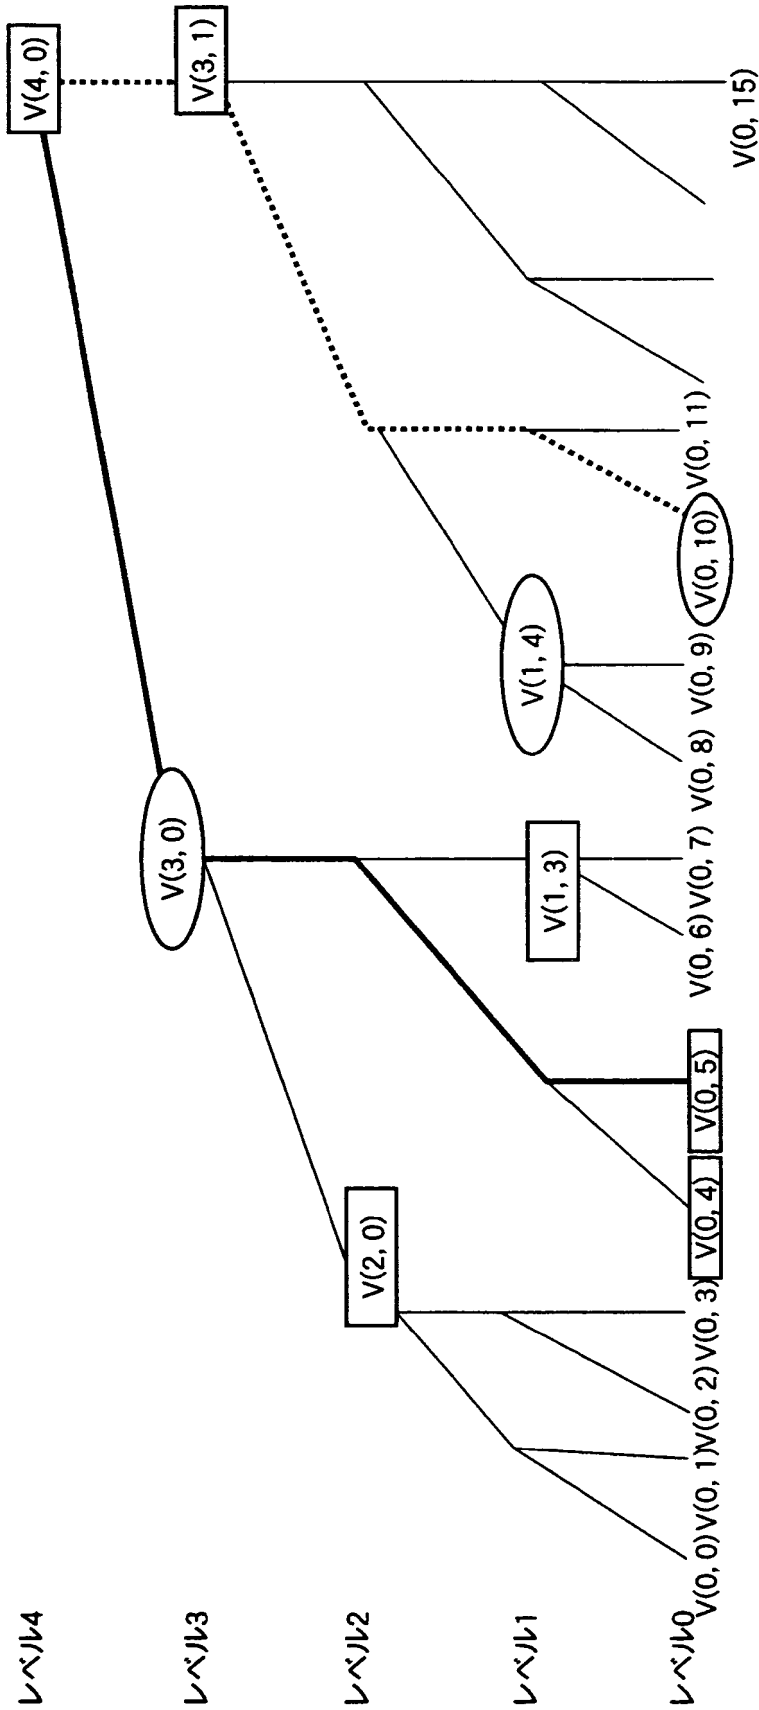 レベル4
V(4, 0)
レベル3
V(3, 0)
V(3, 1)
レベル2
V(2, 0)
レベル1
V(1, 3)
V(1, 4)
レベル0
V(0, 0)
V(0, 1)
V(0, 2)
V(0, 3)
V(0, 4)
V(0, 5)
V(0, 6)
V(0, 7)
V(0, 8)
V(0, 9)
V(0, 10)
V(0, 11)
V(0, 15)